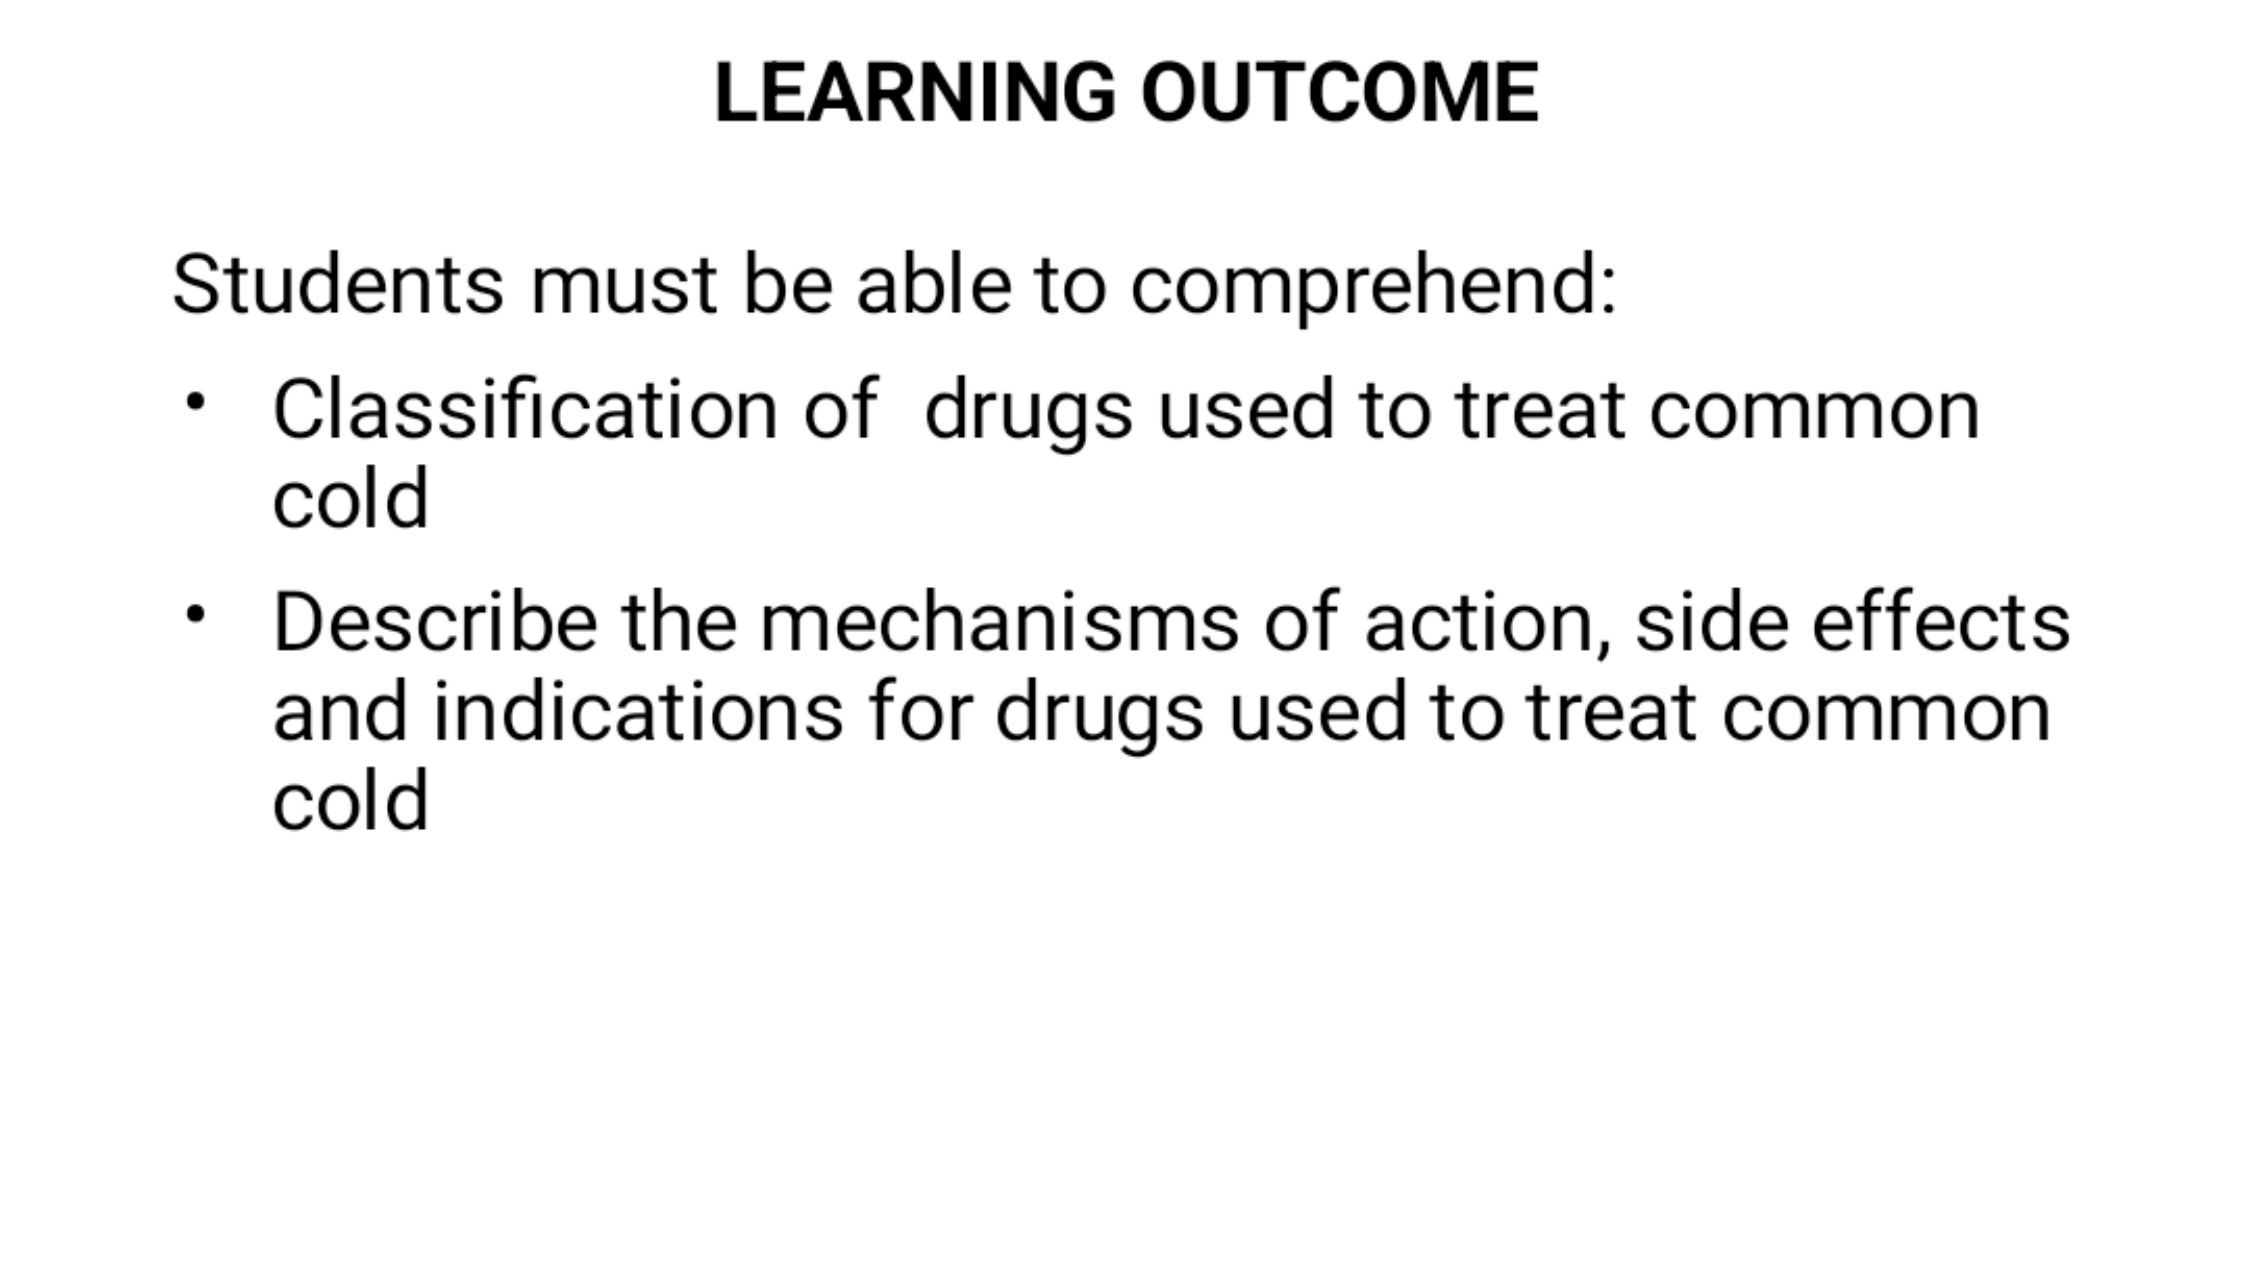 LEARNING OUTCOME
Students must be able to comprehend:
• Classification of  drugs used to treat common
cold
• Describe the mechanisms of action, side effects
and indications for drugs used to treat common
cold